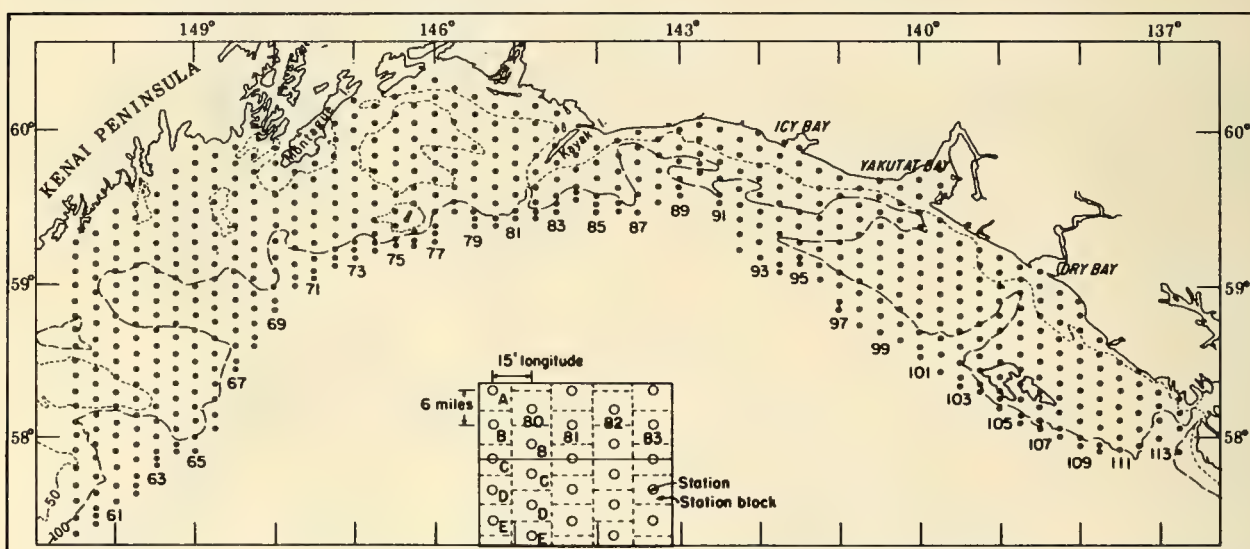 149° 146° 143° 140° 137°
KENAI PENINSULA
Montague
60° 60°
Kayak I.
ICY BAY
YAKUTAT BAY
DRY BAY
59° 59°
58° 58°
50
100
61 63 65 67 69 71 73 75 77 79 81 83 85 87 89 91 93 95 97 99 101 103 105 107 109 111 113
15' longitude
6 miles
A 80 81 82 83
B B
C C
D D
E E
Station
Station block